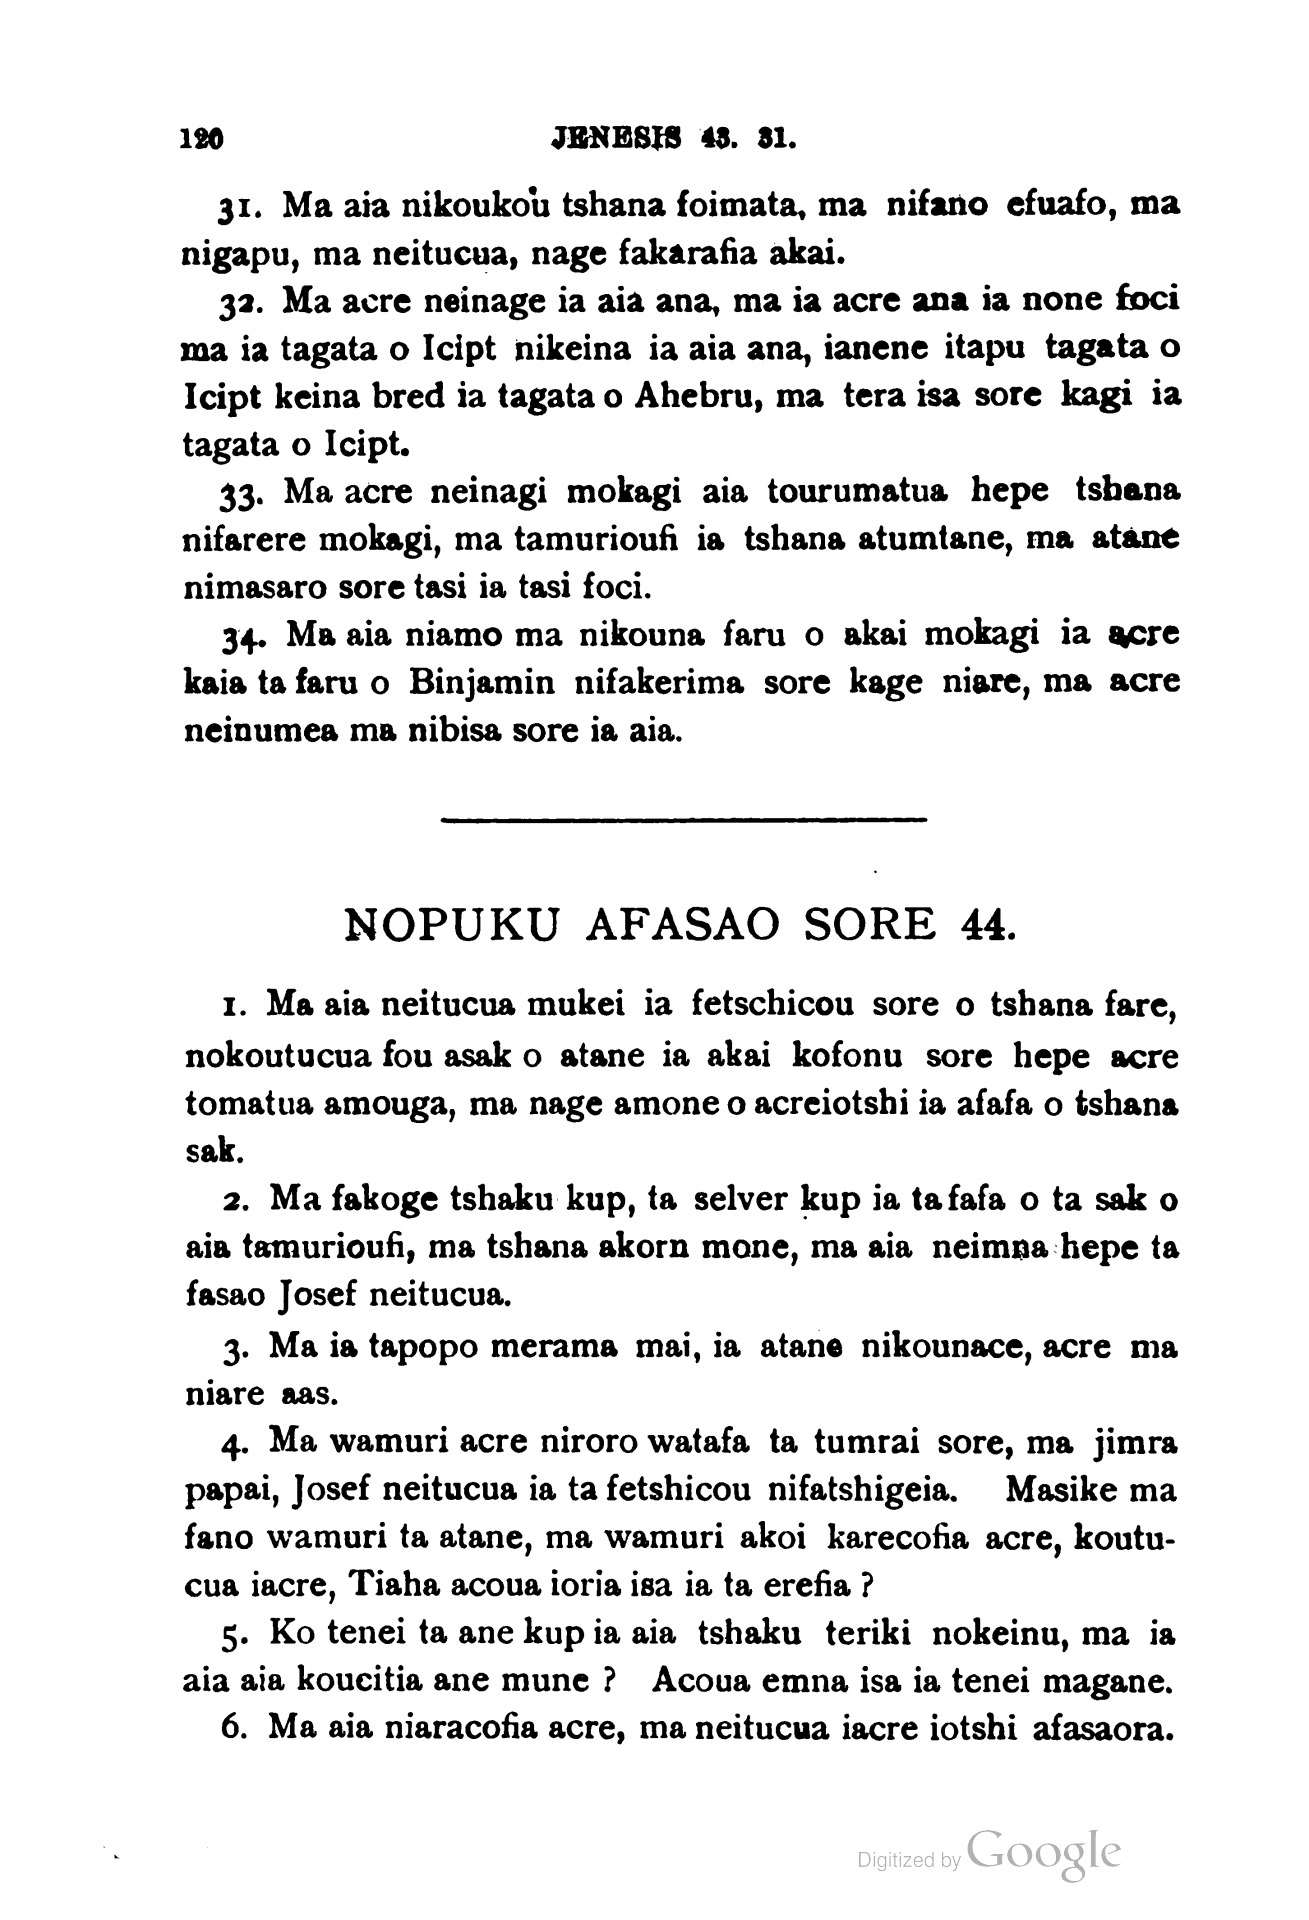 120 JENESIS 43. 31.
31. Ma aia nikoukou tshana foimata, ma nifano efuafo, ma
nigapu, ma neitucua, nage fakarafia akai.
32. Ma acre neinage ia aia ana, ma ia acre ana ia none foci
ma ia tagata o Icipt nikeina ia aia ana, ianene itapu tagata o
Icipt keina bred ia tagata o Ahebru, ma tera isa sore kagi ia
tagata o Icipt.
33. Ma acre neinagi mokagi aia tourumatua hepe tshana
nifarere mokagi, ma tamurioufi ia tshana atumtane, ma atane
nimasaro sore tasi ia tasi foci.
34. Ma aia niamo ma nikouna faru o akai mokagi ia acre
kaia ta faru o Binjamin nifakerima sore kage niare, ma acre
neinumea ma nibisa sore ia aia.
NOPUKU AFASAO SORE 44.
1. Ma aia neitucua mukei ia fetschicou sore o tshana fare,
nokoutucua fou asak o atane ia akai kofonu sore hepe acre
tomatua amouga, ma nage amone o acreiotshi ia afafa o tshana
sak.
2. Ma fakoge tshaku kup, ta selver kup ia ta fafa o ta sak o
aia tamurioufi, ma tshana akorn mone, ma aia neimna hepe ta
fasao Josef neitucua.
3. Ma ia tapopo merama mai, ia atane nikounace, acre ma
niare aas.
4. Ma wamuri acre niroro watafa ta tumrai sore, ma jimra
papai, Josef neitucua ia ta fetshicou nifatshigeia. Masike ma
fano wamuri ta atane, ma wamuri akoi karecofia acre, koutu-
cua iacre, Tiaha acoua ioria isa ia ta erefia ?
5. Ko tenei ta ane kup ia aia tshaku teriki nokeinu, ma ia
aia aia koucitia ane mune ? Acoua emna isa ia tenei magane.
6. Ma aia niaracofia acre, ma neitucua iacre iotshi afasaora.
Digitized by Google